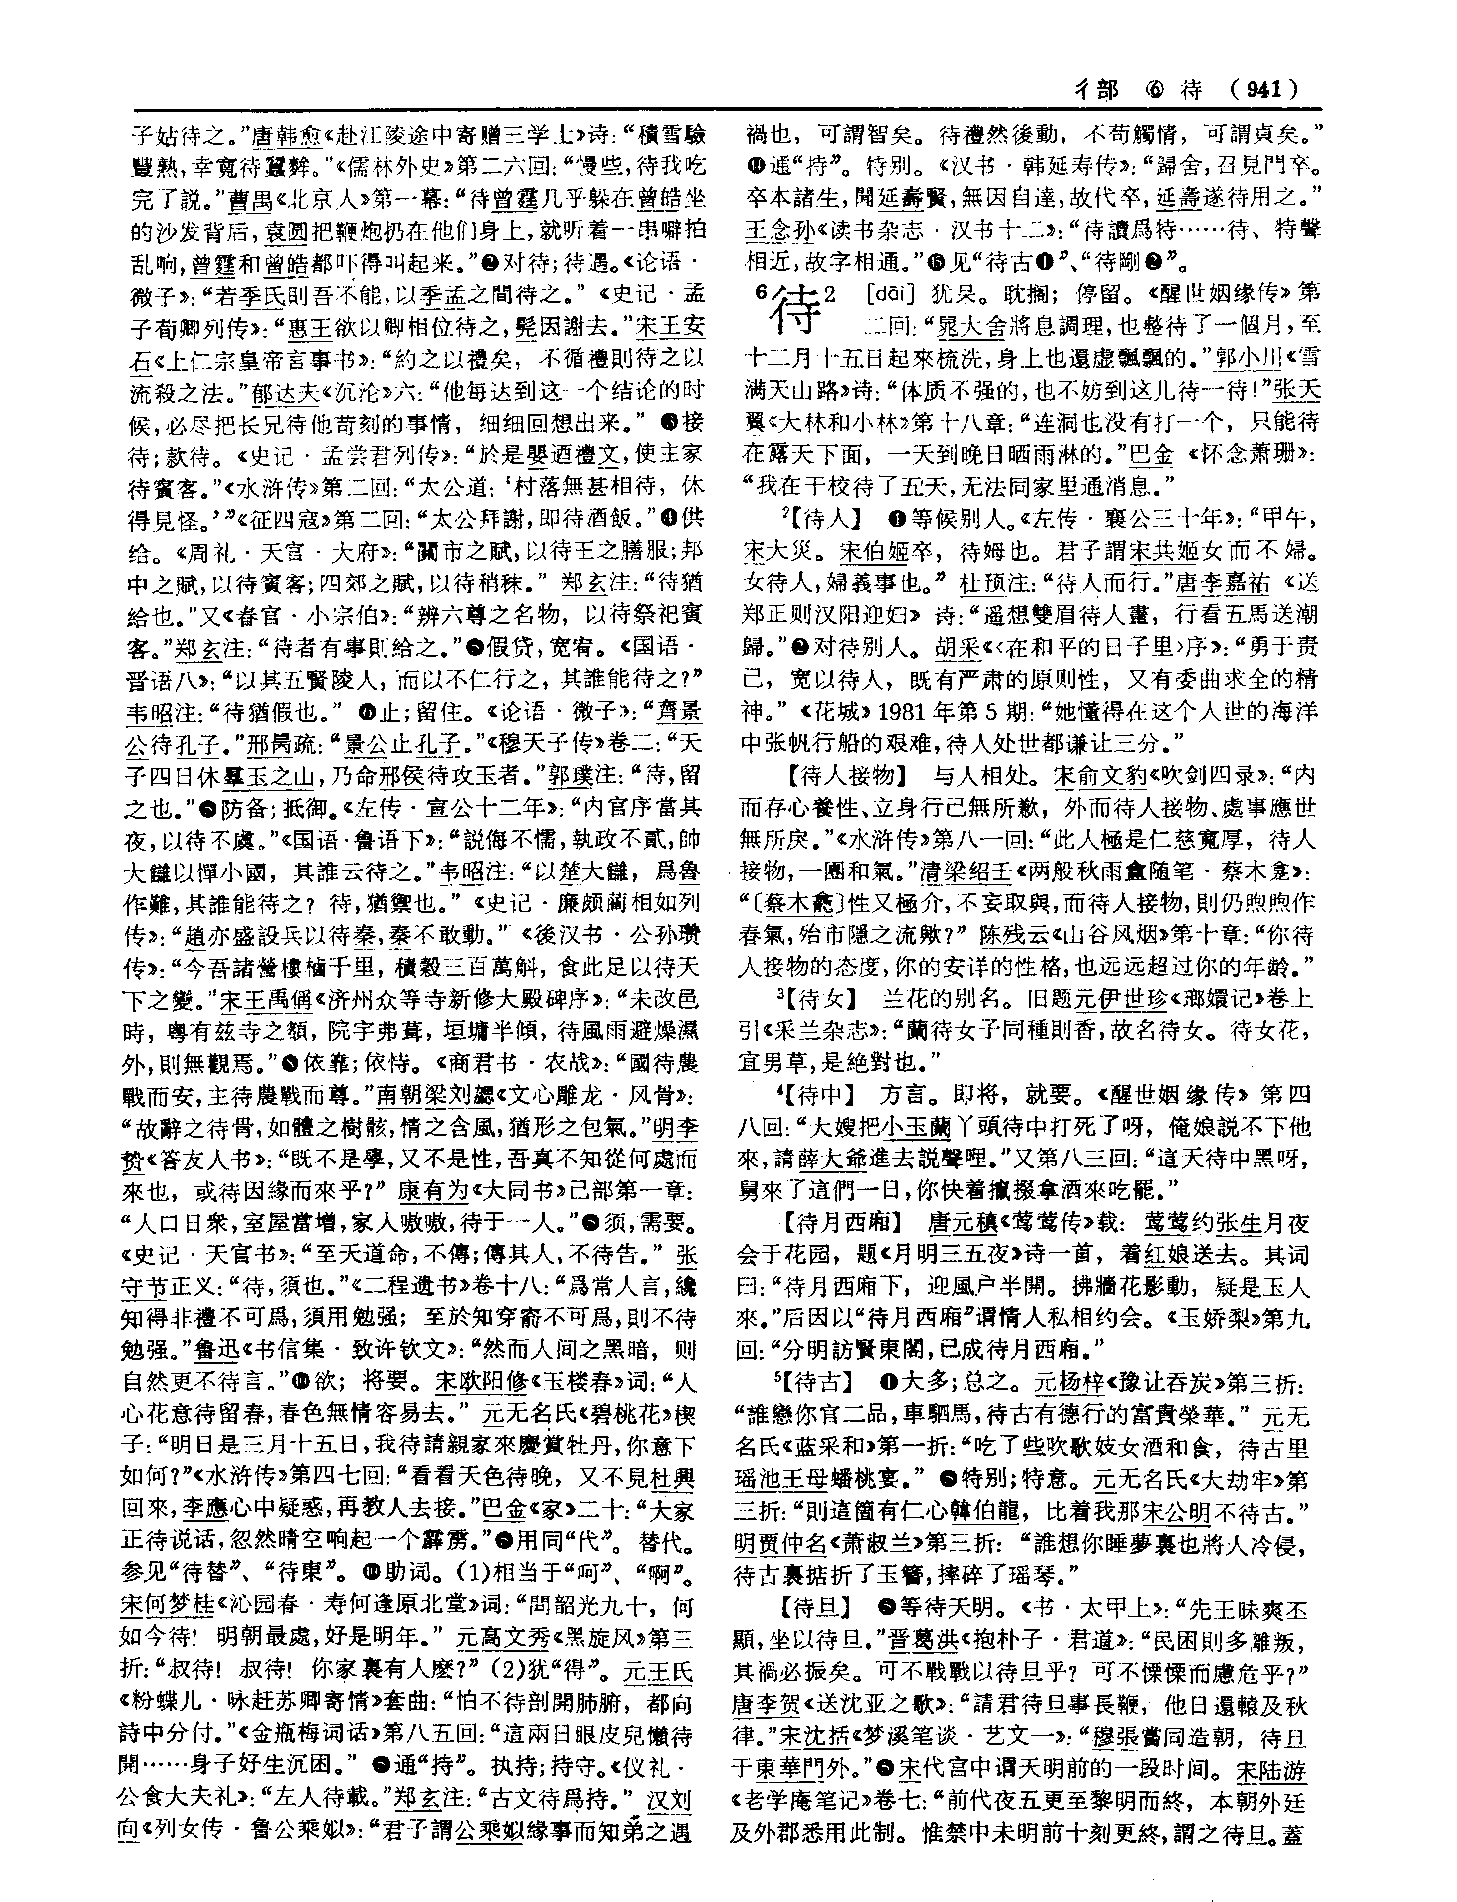 彳部 ⑥ 待 （941）
子姑待之。”唐韩愈《赴江陵途中寄赠三学士》诗：“積雪驗
豐熟，幸寬待蠶麰。”《儒林外史》第二六回：“慢些，待我吃
完了説。”曹禺《北京人》第一幕：“待曾霆几乎躲在曾皓坐
的沙发背后，袁圆把鞭炮扔在他们身上，就听着一串噼拍
乱响，曾霆和曾皓都吓得叫起来。”❷对待；待遇。《论语·
微子》：“若季氏則吾不能，以季孟之間待之。”《史记·孟
子荀卿列传》：“惠王欲以卿相位待之，髡因謝去。”宋王安
石《上仁宗皇帝言事书》：“約之以禮矣，不循禮則待之以
流殺之法。”郁达夫《沉沦》六：“他每达到这一个结论的时
候，必尽把长兄待他苛刻的事情，细细回想出来。”❸接
待；款待。《史记·孟尝君列传》：“於是嬰迺禮文，使主家
待賓客。”《水浒传》第二回：“太公道：‘村落無甚相待，休
得見怪。’”《征四寇》第二回：“太公拜謝，即待酒飯。”❹供
给。《周礼·天官·大府》：“關市之賦，以待王之膳服；邦
中之賦，以待賓客；四郊之賦，以待稍秣。”郑玄注：“待猶
給也。”又《春官·小宗伯》：“辨六尊之名物，以待祭祀賓
客。”郑玄注：“待者有事則给之。”❺假贷，宽宥。《国语·
晋语八》：“以其五賢陵人，而以不仁行之，其誰能待之？”
韦昭注：“待猶假也。”❻止；留住。《论语·微子》：“齊景
公待孔子。”邢昺疏：“景公止孔子。”《穆天子传》卷二：“天
子四日休羣玉之山，乃命邢侯待攻玉者。”郭璞注：“待，留
之也。”❼防备；抵御。《左传·宣公十二年》：“内官序當其
夜，以待不虞。”《国语·鲁语下》：“説侮不懦，執政不貳，帥
大讎以憚小國，其誰云待之。”韦昭注：“以楚大讎，爲魯
作難，其誰能待之？待，猶禦也。”《史记·廉颇蔺相如列
传》：“趙亦盛設兵以待秦，秦不敢動。”《後汉书·公孙瓒
传》：“今吾諸營樓櫓千里，積穀三百萬斛，食此足以待天
下之變。”宋王禹偁《济州众等寺新修大殿碑序》：“未改邑
時，粤有兹寺之額，院宇弗葺，垣墉半傾，待風雨避燥濕
外，則無觀焉。”❽依靠；依恃。《商君书·农战》：“國待農
戰而安，主待農戰而尊。”南朝梁刘勰《文心雕龙·风骨》：
“故辭之待骨，如體之樹骸，情之含風，猶形之包氣。”明李
贽《答友人书》：“既不是學，又不是性，吾真不知從何處而
來也，或待因緣而來乎？”康有为《大同书》己部第一章：
“人口日衆，室屋當增，家人嗷嗷，待于一人。”❾须，需要。
《史记·天官书》：“至天道命，不傳；傳其人，不待告。”张
守节正义：“待，須也。”《二程遗书》卷十八：“爲常人言，纔
知得非禮不可爲，須用勉强；至於知穿窬不可爲，則不待
勉强。”鲁迅《书信集·致许钦文》：“然而人间之黑暗，则
自然更不待言。”❿欲；将要。宋欧阳修《玉楼春》词：“人
心花意待留春，春色無情容易去。”元无名氏《碧桃花》楔
子：“明日是三月十五日，我待請親家來慶賞牡丹，你意下
如何？”《水浒传》第四七回：“看看天色待晚，又不見杜興
回來，李應心中疑惑，再教人去接。”巴金《家》二十：“大家
正待说话，忽然晴空响起一个霹雳。”⓫用同“代”。替代。
参见“待替”、“待東”。⓬助词。（1）相当于“呵”、“啊”。
宋何梦桂《沁园春·寿何逢原北堂》词：“問韶光九十，何
如今待！明朝最處，好是明年。”元高文秀《黑旋风》第三
折：“叔待！叔待！你家裏有人麽？”（2）犹“得”。元王氏
《粉蝶儿·咏赶苏卿寄情》套曲：“怕不待剖開肺腑，都向
詩中分付。”《金瓶梅词话》第八五回：“這兩日眼皮兒懶待
開……身子好生沉困。”⓭通“持”。执持；持守。《仪礼·
公食大夫礼》：“左人待載。”郑玄注：“古文待爲持。”汉刘
向《列女传·鲁公乘姒》：“君子謂公乘姒緣事而知弟之遇
禍也，可謂智矣。待禮然後動，不苟觸情，可謂貞矣。”
⓮通“特”。特别。《汉书·韩延寿传》：“歸舍，召見門卒。
卒本諸生，聞延壽賢，無因自達，故代卒，延壽遂待用之。”
王念孙《读书杂志·汉书十二》：“待讀爲特……待、特聲
相近，故字相通。”⓯见“待古❶”、“待剛❷”。
6待2 ［dāi］ 犹呆。耽搁；停留。《醒世姻缘传》第
二回：“晁大舍將息調理，也整待了一個月，至
十二月十五日起來梳洗，身上也還虚飄飄的。”郭小川《雪
满天山路》诗：“体质不强的，也不妨到这儿待一待！”张天
翼《大林和小林》第十八章：“连洞也没有打一个，只能待
在露天下面，一天到晚日晒雨淋的。”巴金《怀念萧珊》：
“我在干校待了五天，无法同家里通消息。”
2【待人】 ❶等候别人。《左传·襄公三十年》：“甲午，
宋大災。宋伯姬卒，待姆也。君子謂宋共姬女而不婦。
女待人，婦義事也。”杜预注：“待人而行。”唐李嘉祐《送
郑正则汉阳迎妇》诗：“遥想雙眉待人畫，行看五馬送潮
歸。”❷对待别人。胡采《〈在和平的日子里〉序》：“勇于责
己，宽以待人，既有严肃的原则性，又有委曲求全的精
神。”《花城》1981年第5期：“她懂得在这个人世的海洋
中张帆行船的艰难，待人处世都谦让三分。”
【待人接物】 与人相处。宋俞文豹《吹剑四录》：“内
而存心養性、立身行已無所歉，外而待人接物、處事應世
無所戾。”《水浒传》第八一回：“此人極是仁慈寬厚，待人
接物，一團和氣。”清梁绍壬《两般秋雨盦随笔·蔡木龛》：
“〔蔡木龕〕性又極介，不妄取與，而待人接物，則仍煦煦作
春氣，殆市隱之流歟？”陈残云《山谷风烟》第十章：“你待
人接物的态度，你的安详的性格，也远远超过你的年龄。”
3【待女】 兰花的别名。旧题元伊世珍《瑯嬛记》卷上
引《采兰杂志》：“蘭待女子同種則香，故名待女。待女花，
宜男草，是絶對也。”
4【待中】 方言。即将，就要。《醒世姻缘传》第四
八回：“大嫂把小玉蘭丫頭待中打死了呀，俺娘説不下他
來，請薛大爺進去説聲哩。”又第八三回：“這天待中黑呀，
舅來了這們一日，你快着攛掇拿酒來吃罷。”
【待月西厢】 唐元稹《莺莺传》载：莺莺约张生月夜
会于花园，题《月明三五夜》诗一首，着红娘送去。其词
曰：“待月西廂下，迎風户半開。拂牆花影動，疑是玉人
來。”后因以“待月西厢”谓情人私相约会。《玉娇梨》第九
回：“分明訪賢東閣，已成待月西廂。”
5【待古】 ❶大多；总之。元杨梓《豫让吞炭》第三折：
“誰戀你官二品，車駟馬，待古有德行的富貴榮華。”元无
名氏《蓝采和》第一折：“吃了些吹歌妓女酒和食，待古里
瑶池王母蟠桃宴。”❷特别；特意。元无名氏《大劫牢》第
三折：“則這箇有仁心韓伯龍，比着我那宋公明不待古。”
明贾仲名《萧淑兰》第三折：“誰想你睡夢裏也將人冷侵，
待古裏掂折了玉簪，摔碎了瑶琴。”
【待旦】 ❶等待天明。《书·太甲上》：“先王昧爽丕
顯，坐以待旦。”晋葛洪《抱朴子·君道》：“民困則多離叛，
其禍必振矣。可不戰戰以待旦乎？可不慄慄而慮危乎？”
唐李贺《送沈亚之歌》：“請君待旦事長鞭，他日還轅及秋
律。”宋沈括《梦溪笔谈·艺文一》：“穆張嘗同造朝，待旦
于東華門外。”❷宋代宫中谓天明前的一段时间。宋陆游
《老学庵笔记》卷七：“前代夜五更至黎明而終，本朝外廷
及外郡悉用此制。惟禁中未明前十刻更終，謂之待旦。蓋